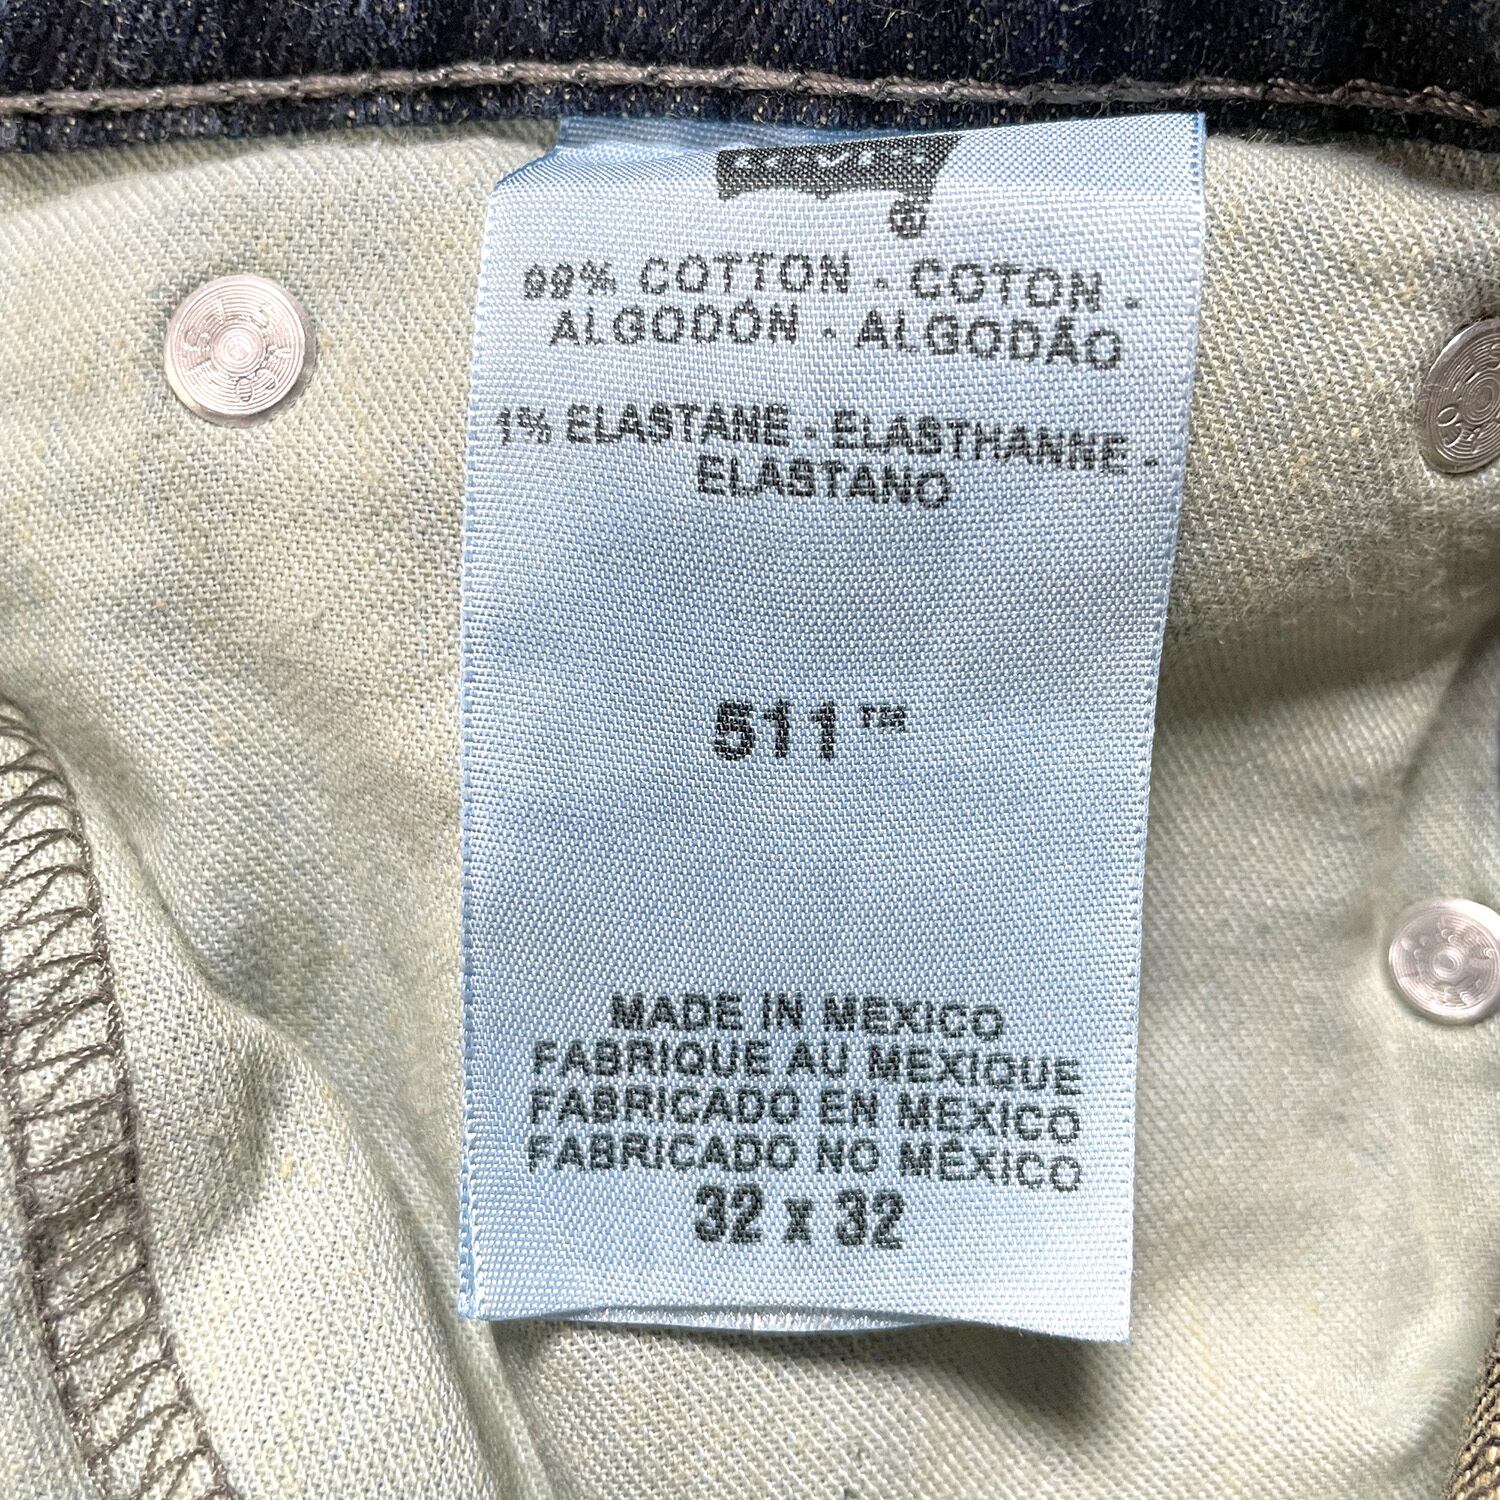 LEVI'S
®
99% COTTON - COTON -
ALGODÓN - ALGODÃO
1% ELASTANE - ELASTHANNE -
ELASTANO
511™
MADE IN MEXICO
FABRIQUE AU MEXIQUE
FABRICADO EN MEXICO
FABRICADO NO MÉXICO
32 x 32